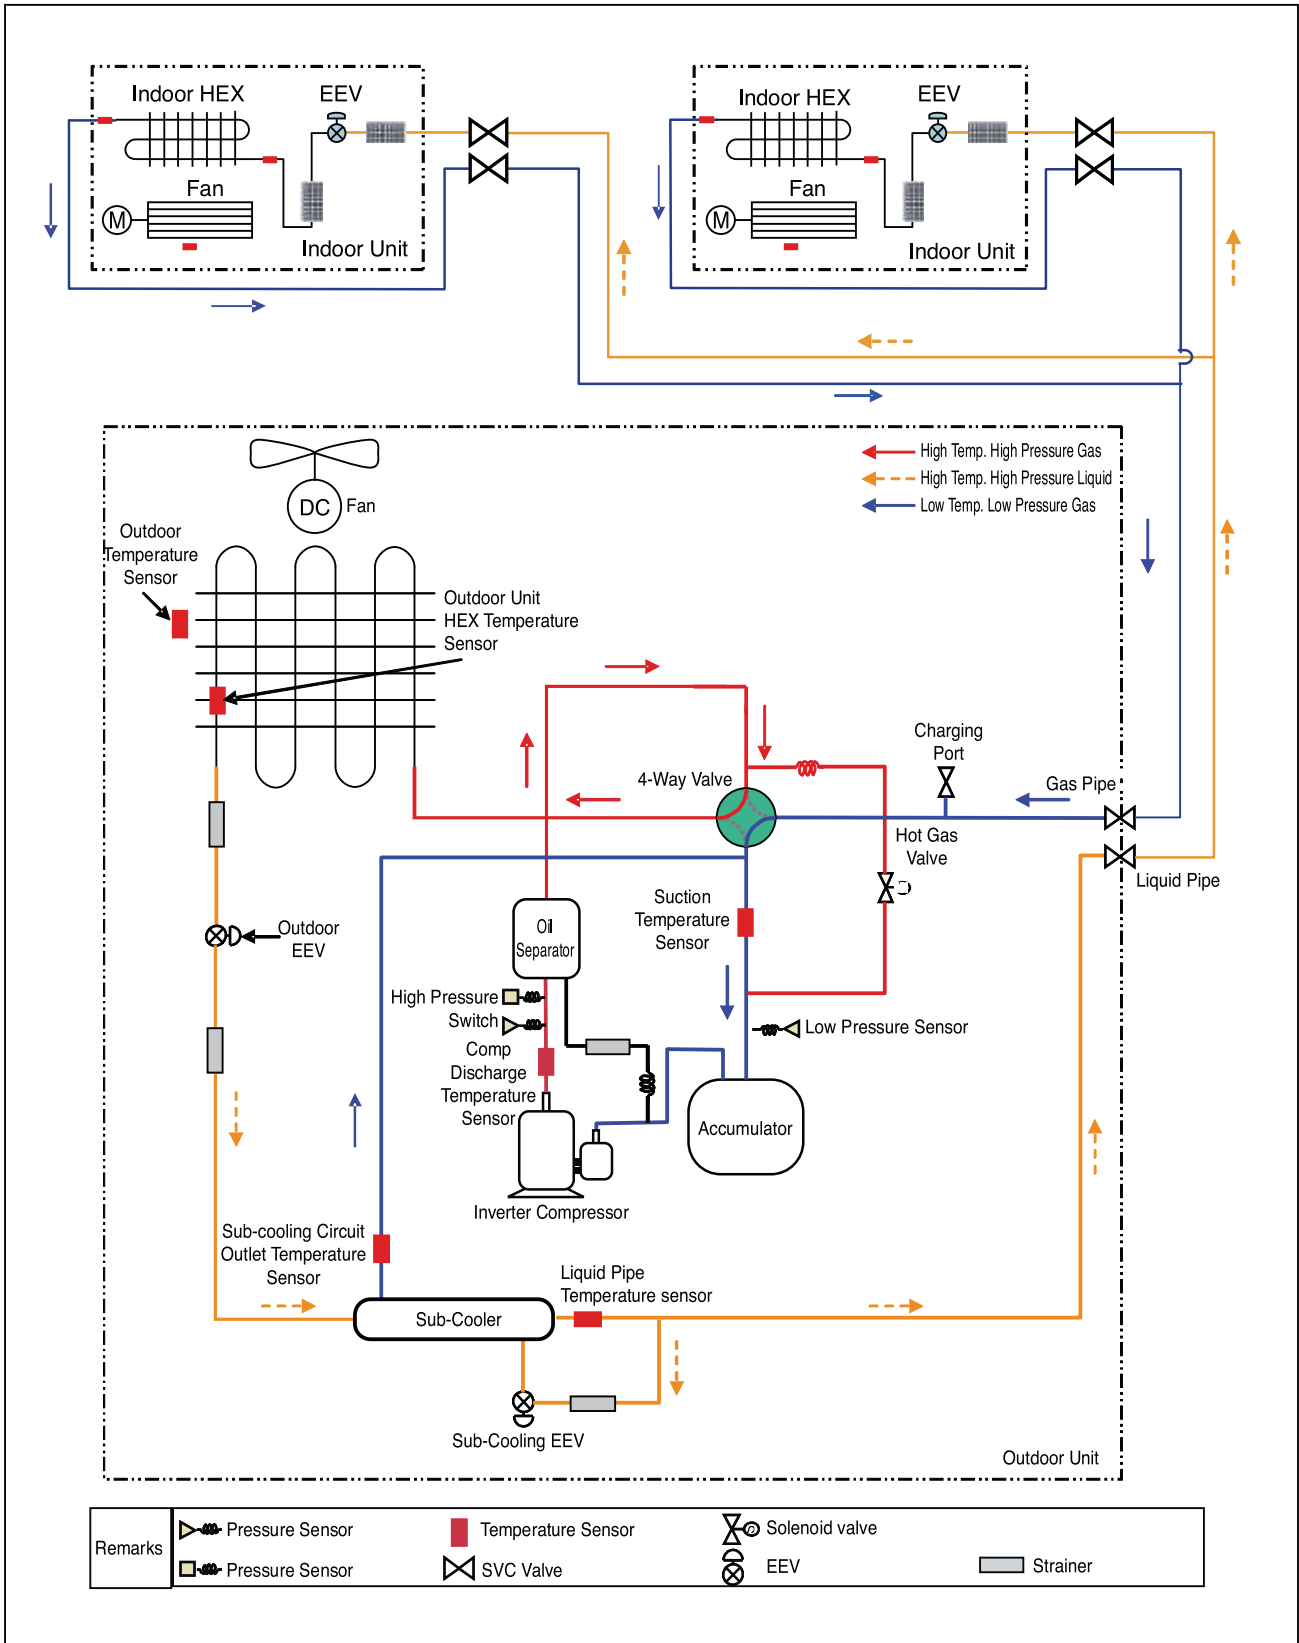 Indoor HEX
EEV
Fan
M
Indoor Unit
Indoor HEX
EEV
Fan
M
Indoor Unit
High Temp. High Pressure Gas
High Temp. High Pressure Liquid
Low Temp. Low Pressure Gas
DC
Fan
Outdoor
Temperature
Sensor
Outdoor Unit
HEX Temperature
Sensor
4-Way Valve
Charging
Port
Gas Pipe
Hot Gas
Valve
Liquid Pipe
Suction
Temperature
Sensor
Oil
Separator
Outdoor
EEV
High Pressure
Switch
Comp
Discharge
Temperature
Sensor
Low Pressure Sensor
Accumulator
Inverter Compressor
Sub-cooling Circuit
Outlet Temperature
Sensor
Liquid Pipe
Temperature sensor
Sub-Cooler
Sub-Cooling EEV
Outdoor Unit
Remarks
Pressure Sensor
Temperature Sensor
Solenoid valve
Pressure Sensor
SVC Valve
EEV
Strainer